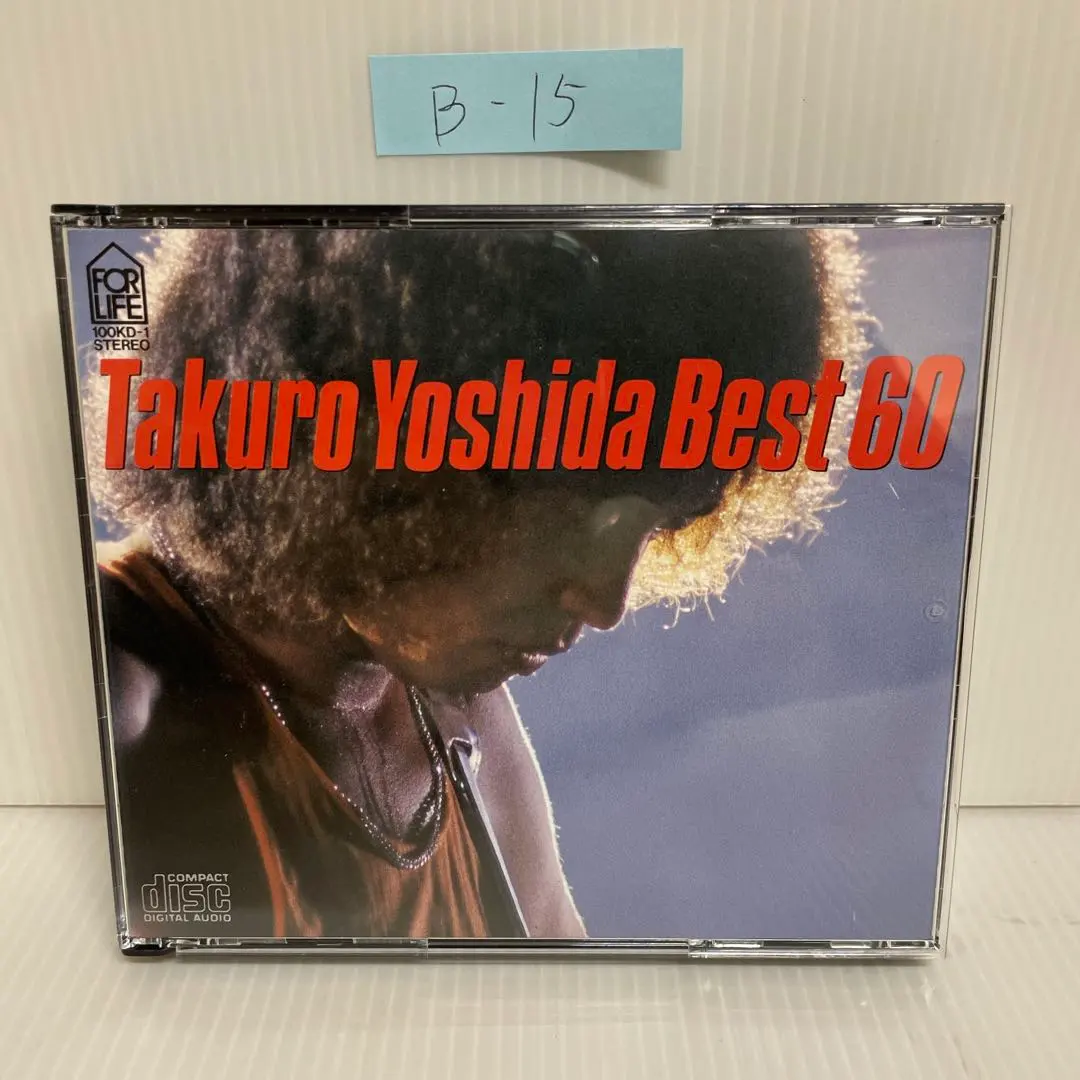 B-15
FOR
LIFE
100KD-1
STEREO
Takuro Yoshida Best 60
COMPACT
disc
DIGITAL AUDIO